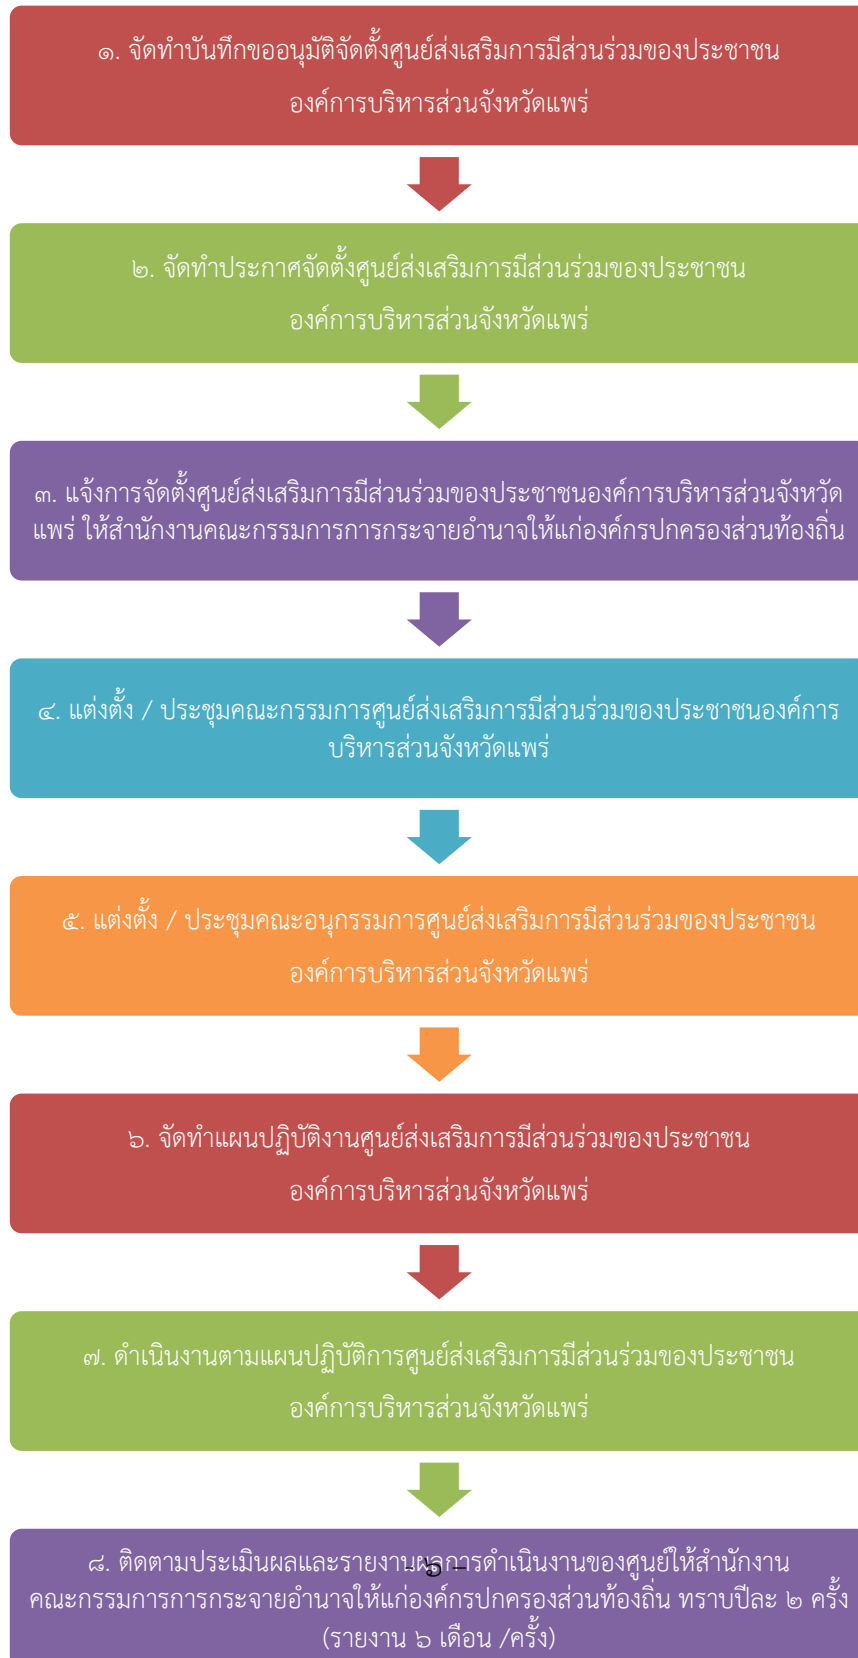 ๑. จัดทำบันทึกขออนุมัติจัดตั้งศูนย์ส่งเสริมการมีส่วนร่วมของประชาชน
องค์การบริหารส่วนจังหวัดแพร่
๒. จัดทำประกาศจัดตั้งศูนย์ส่งเสริมการมีส่วนร่วมของประชาชน
องค์การบริหารส่วนจังหวัดแพร่
๓. แจ้งการจัดตั้งศูนย์ส่งเสริมการมีส่วนร่วมของประชาชนองค์การบริหารส่วนจังหวัด
แพร่ ให้สำนักงานคณะกรรมการการกระจายอำนาจให้แก่องค์กรปกครองส่วนท้องถิ่น
๔. แต่งตั้ง / ประชุมคณะกรรมการศูนย์ส่งเสริมการมีส่วนร่วมของประชาชนองค์การ
บริหารส่วนจังหวัดแพร่
๕. แต่งตั้ง / ประชุมคณะอนุกรรมการศูนย์ส่งเสริมการมีส่วนร่วมของประชาชน
องค์การบริหารส่วนจังหวัดแพร่
๖. จัดทำแผนปฏิบัติงานศูนย์ส่งเสริมการมีส่วนร่วมของประชาชน
องค์การบริหารส่วนจังหวัดแพร่
๗. ดำเนินงานตามแผนปฏิบัติการศูนย์ส่งเสริมการมีส่วนร่วมของประชาชน
องค์การบริหารส่วนจังหวัดแพร่
๘. ติดตามประเมินผลและรายงานผลการดำเนินงานของศูนย์ให้สำนักงาน
- ๖ –
คณะกรรมการการกระจายอำนาจให้แก่องค์กรปกครองส่วนท้องถิ่น ทราบปีละ ๒ ครั้ง
(รายงาน ๖ เดือน /ครั้ง)